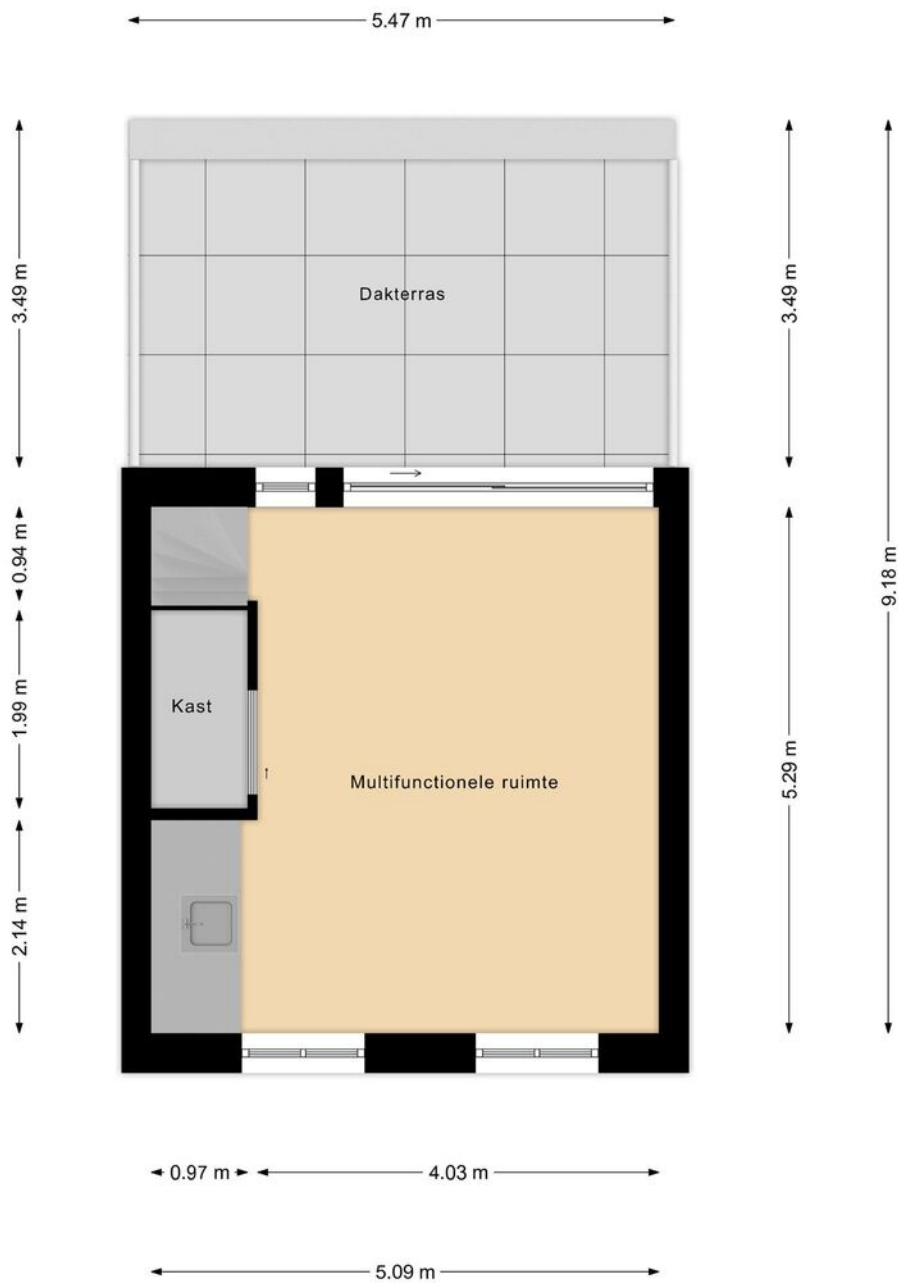 5.47 m
3.49 m
Dakterras
3.49 m
0.94 m
9.18 m
1.99 m
Kast
5.29 m
Multifunctionele ruimte
2.14 m
0.97 m
4.03 m
5.09 m